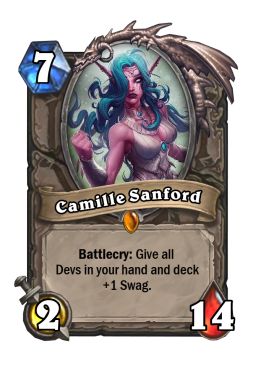 7
Camille Sanford
Battlecry: Give all
Devs in your hand and deck
+1 Swag.
2
14